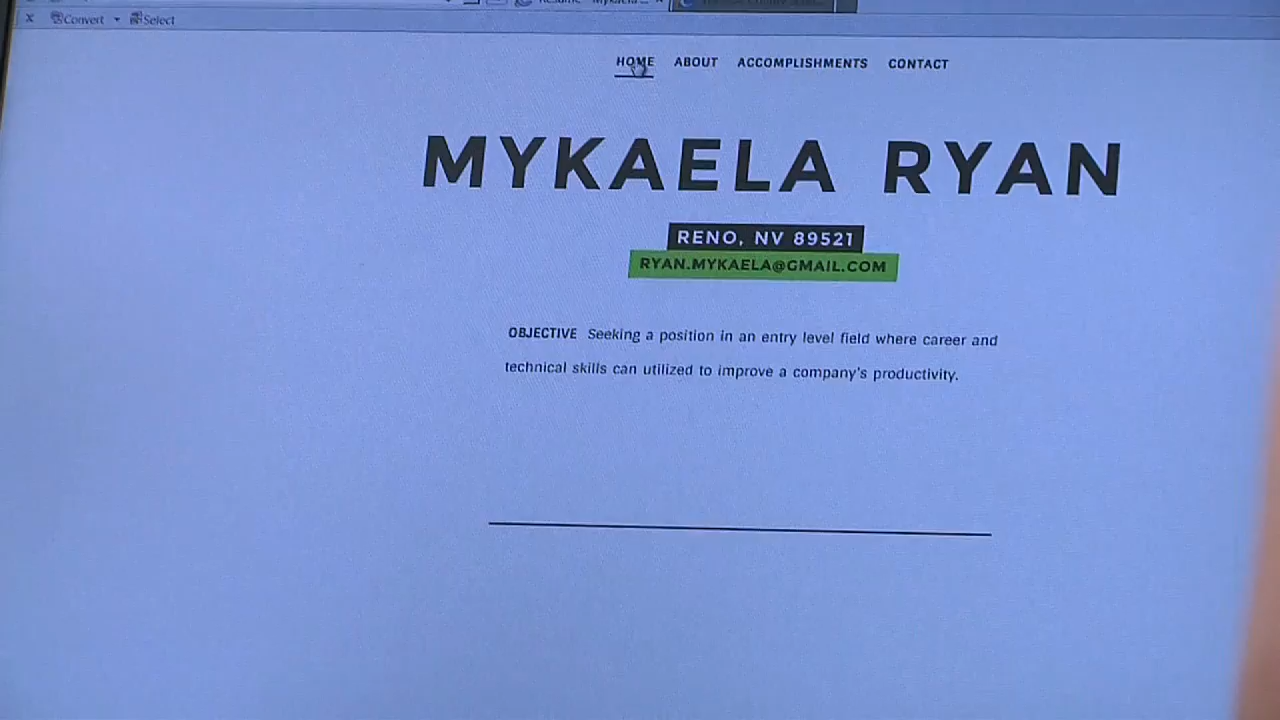 x Convert Select
HOME ABOUT ACCOMPLISHMENTS CONTACT
MYKAELA RYAN
RENO, NV 89521
RYAN.MYKAELA@GMAIL.COM
OBJECTIVE Seeking a position in an entry level field where career and
technical skills can utilized to improve a company's productivity.